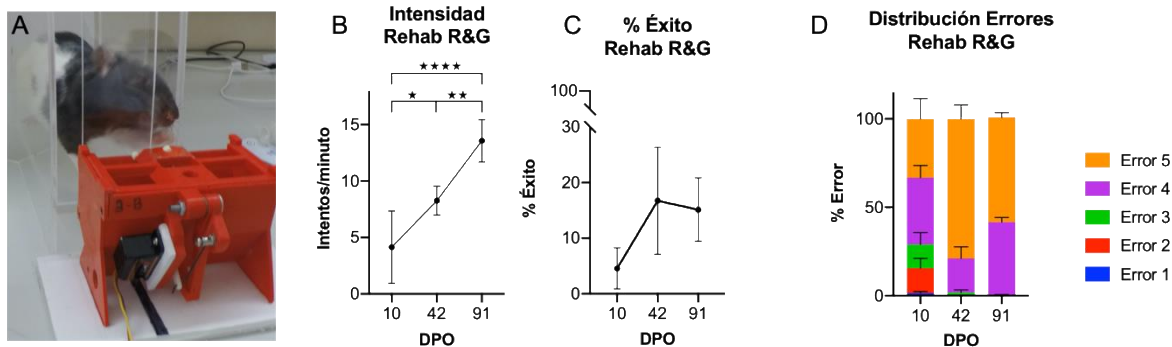 A
3-B
B
Intensidad
Rehab R&G
★★★★
★
★★
Intentos/minuto
15
10
5
0
10 42 91
DPO
C
% Éxito
Rehab R&G
% Éxito
100
30
20
10
0
10 42 91
DPO
D
Distribución Errores
Rehab R&G
% Error
100
50
0
10 42 91
DPO
Error 5
Error 4
Error 3
Error 2
Error 1